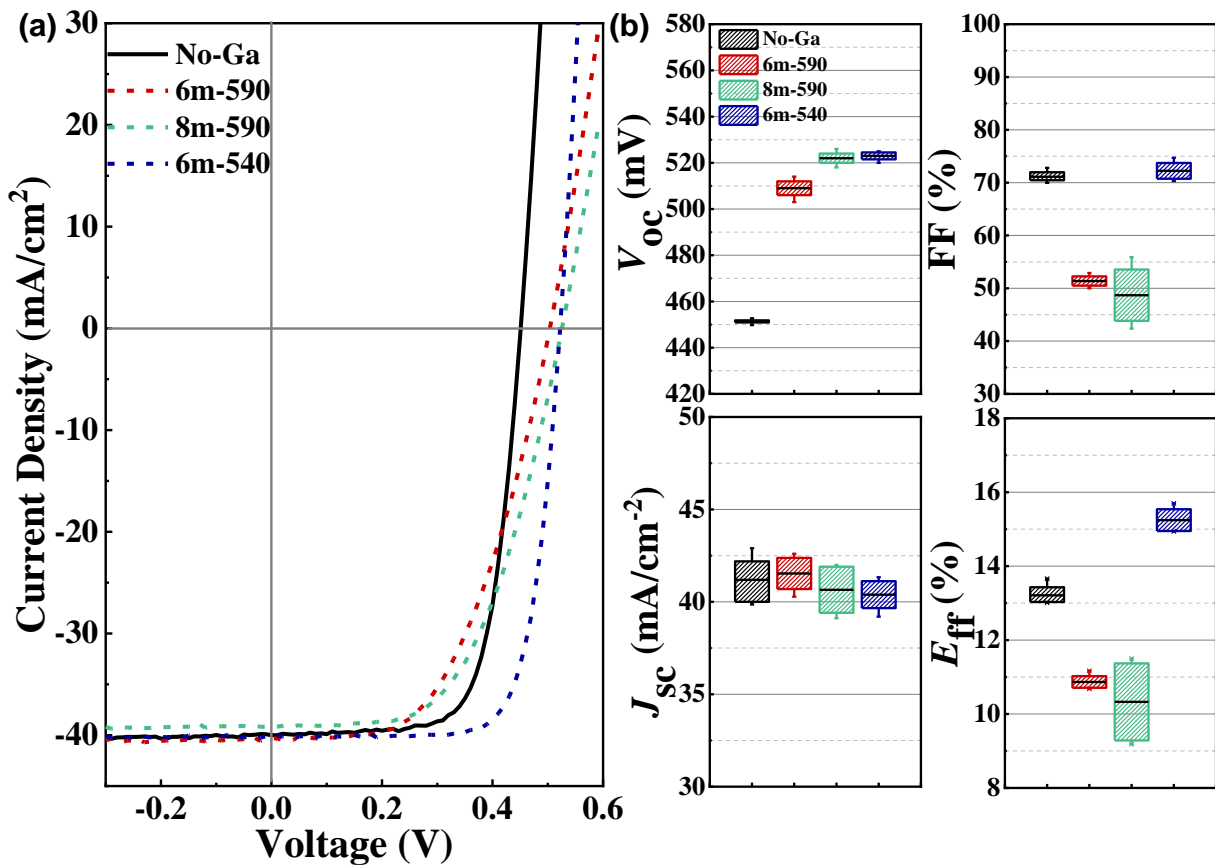 (a)
No-Ga
6m-590
8m-590
6m-540
30
20
10
0
-10
-20
-30
-40
Current Density (mA/cm²)
-0.2
0.0
0.2
0.4
0.6
Voltage (V)
(b)
No-Ga
6m-590
8m-590
6m-540
580
560
540
520
500
480
460
440
420
Voc (mV)
100
90
80
70
60
50
40
30
FF (%)
50
45
40
35
30
Jsc (mA/cm⁻²)
18
16
14
12
10
8
Eff (%)